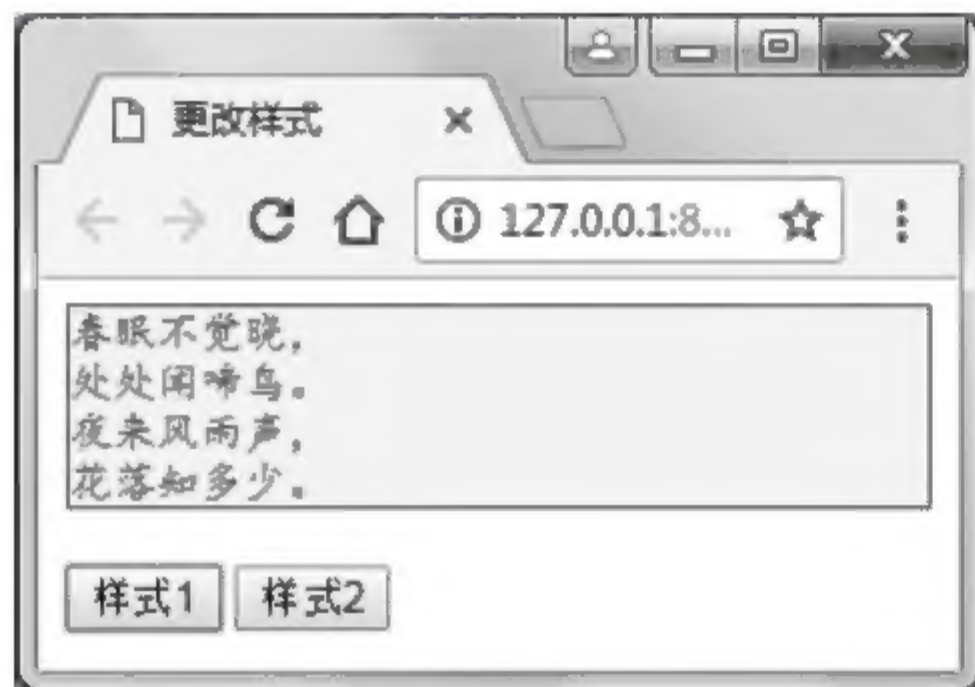 更改样式
127.0.0.1:8...
春眠不觉晓，
处处闻啼鸟。
夜来风雨声，
花落知多少。
样式1 样式2